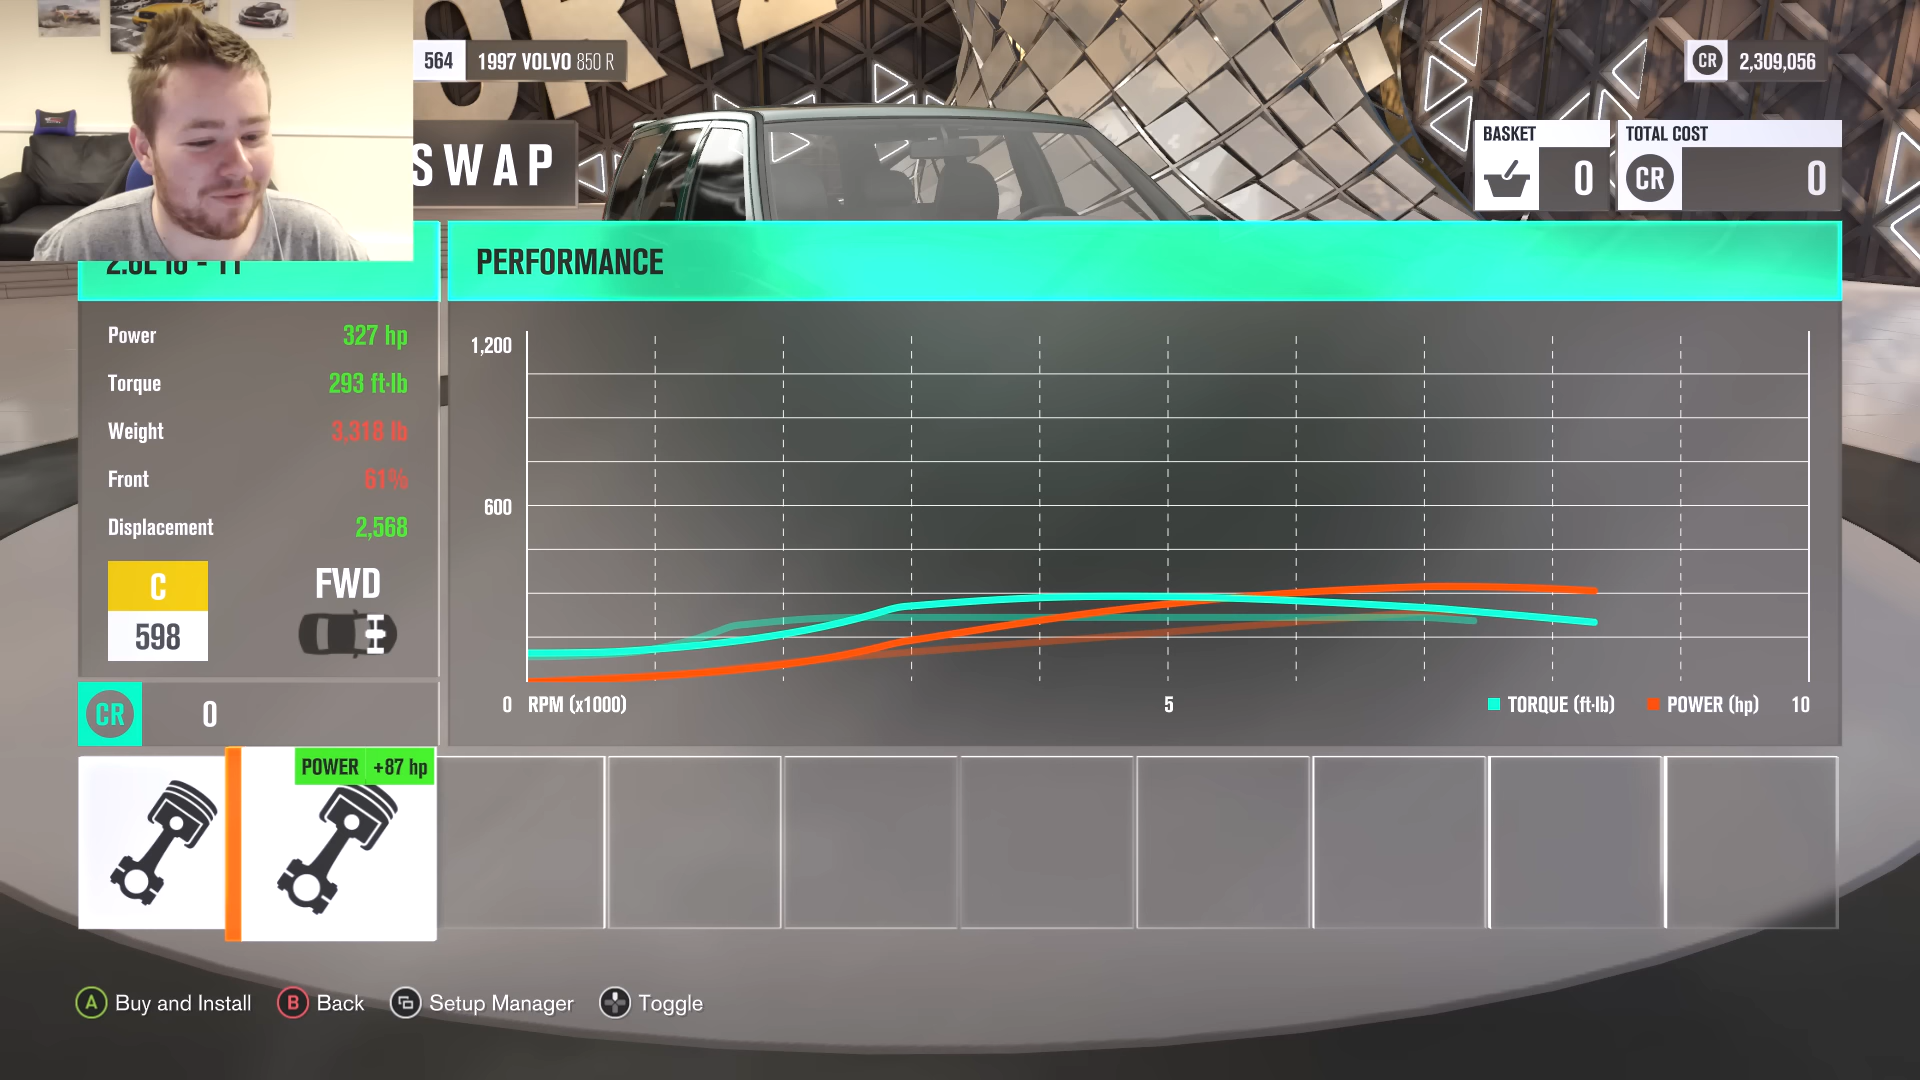 564 1997 VOLVO 850 R
CR 2,309,056
SWAP
BASKET
0
TOTAL COST
CR 0
PERFORMANCE
Power 327 hp
Torque 293 ft·lb
Weight 3,318 lb
Front 61%
Displacement 2,568
C
598
FWD
CR 0
1,200
600
0 RPM (x1000) 5 TORQUE (ft·lb) POWER (hp) 10
POWER +87 hp
A Buy and Install B Back Setup Manager Toggle